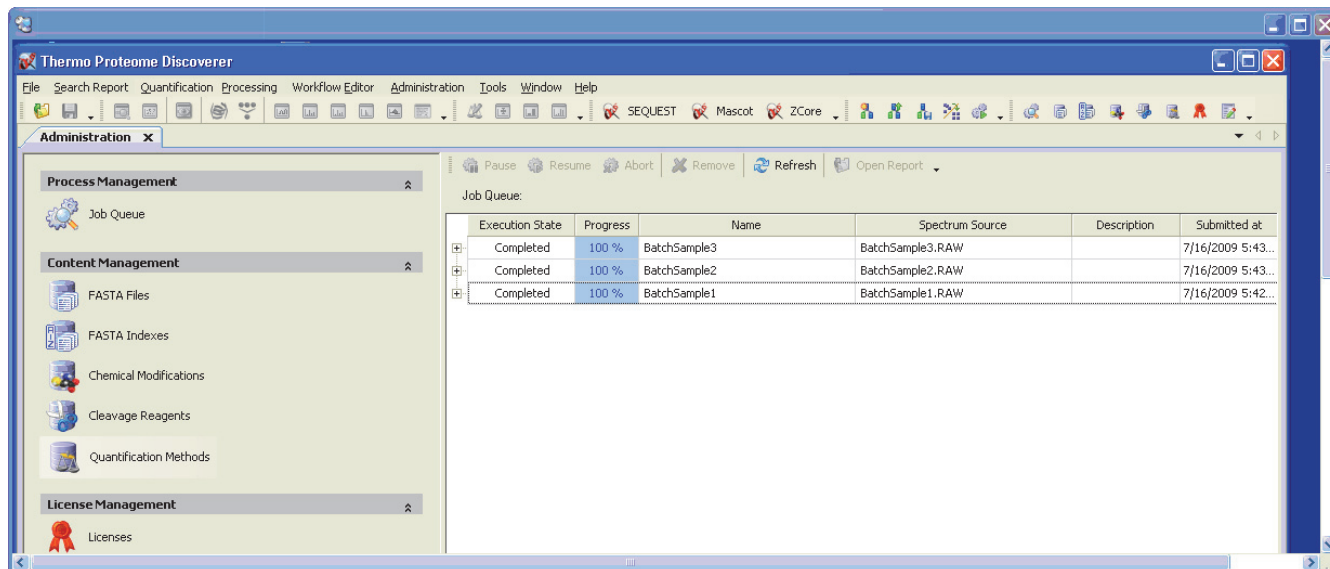 Thermo Proteome Discoverer
File Search Report Quantification Processing Workflow Editor Administration Tools Window Help
SEQUEST Mascot ZCore
Administration X
Pause Resume Abort Remove Refresh Open Report
Process Management
Job Queue
Content Management
FASTA Files
FASTA Indexes
Chemical Modifications
Cleavage Reagents
Quantification Methods
License Management
Licenses
Job Queue:
Execution State Progress Name Spectrum Source Description Submitted at
Completed 100 % BatchSample3 BatchSample3.RAW 7/16/2009 5:43...
Completed 100 % BatchSample2 BatchSample2.RAW 7/16/2009 5:43...
Completed 100 % BatchSample1 BatchSample1.RAW 7/16/2009 5:42...